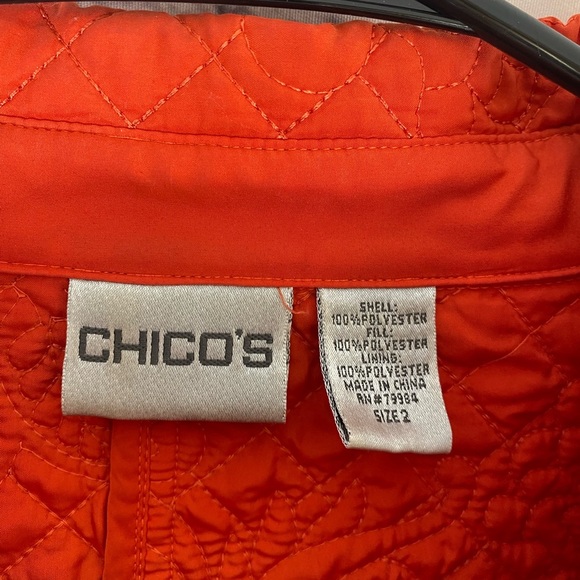 CHICO'S
SHELL:
100%POLYESTER
FILL:
100%POLYESTER
LINING:
100%POLYESTER
MADE IN CHINA
RN#79984
SIZE 2